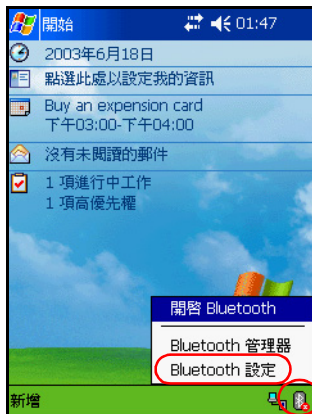 開始 01:47
2003年6月18日
點選此處以設定我的資訊
Buy an expension card
下午03:00-下午04:00
沒有未閱讀的郵件
1 項進行中工作
1 項高優先權
開啓 Bluetooth
Bluetooth 管理器
Bluetooth 設定
新增